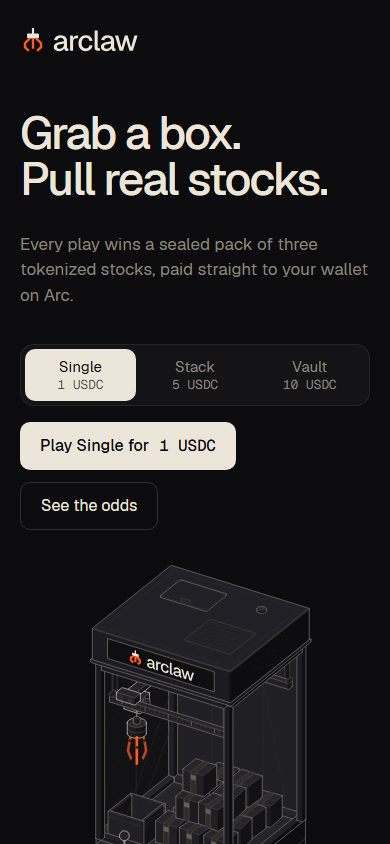 arclaw
Grab a box.
Pull real stocks.
Every play wins a sealed pack of three
tokenized stocks, paid straight to your wallet
on Arc.
Single
1 USDC
Stack
5 USDC
Vault
10 USDC
Play Single for 1 USDC
See the odds
arclaw